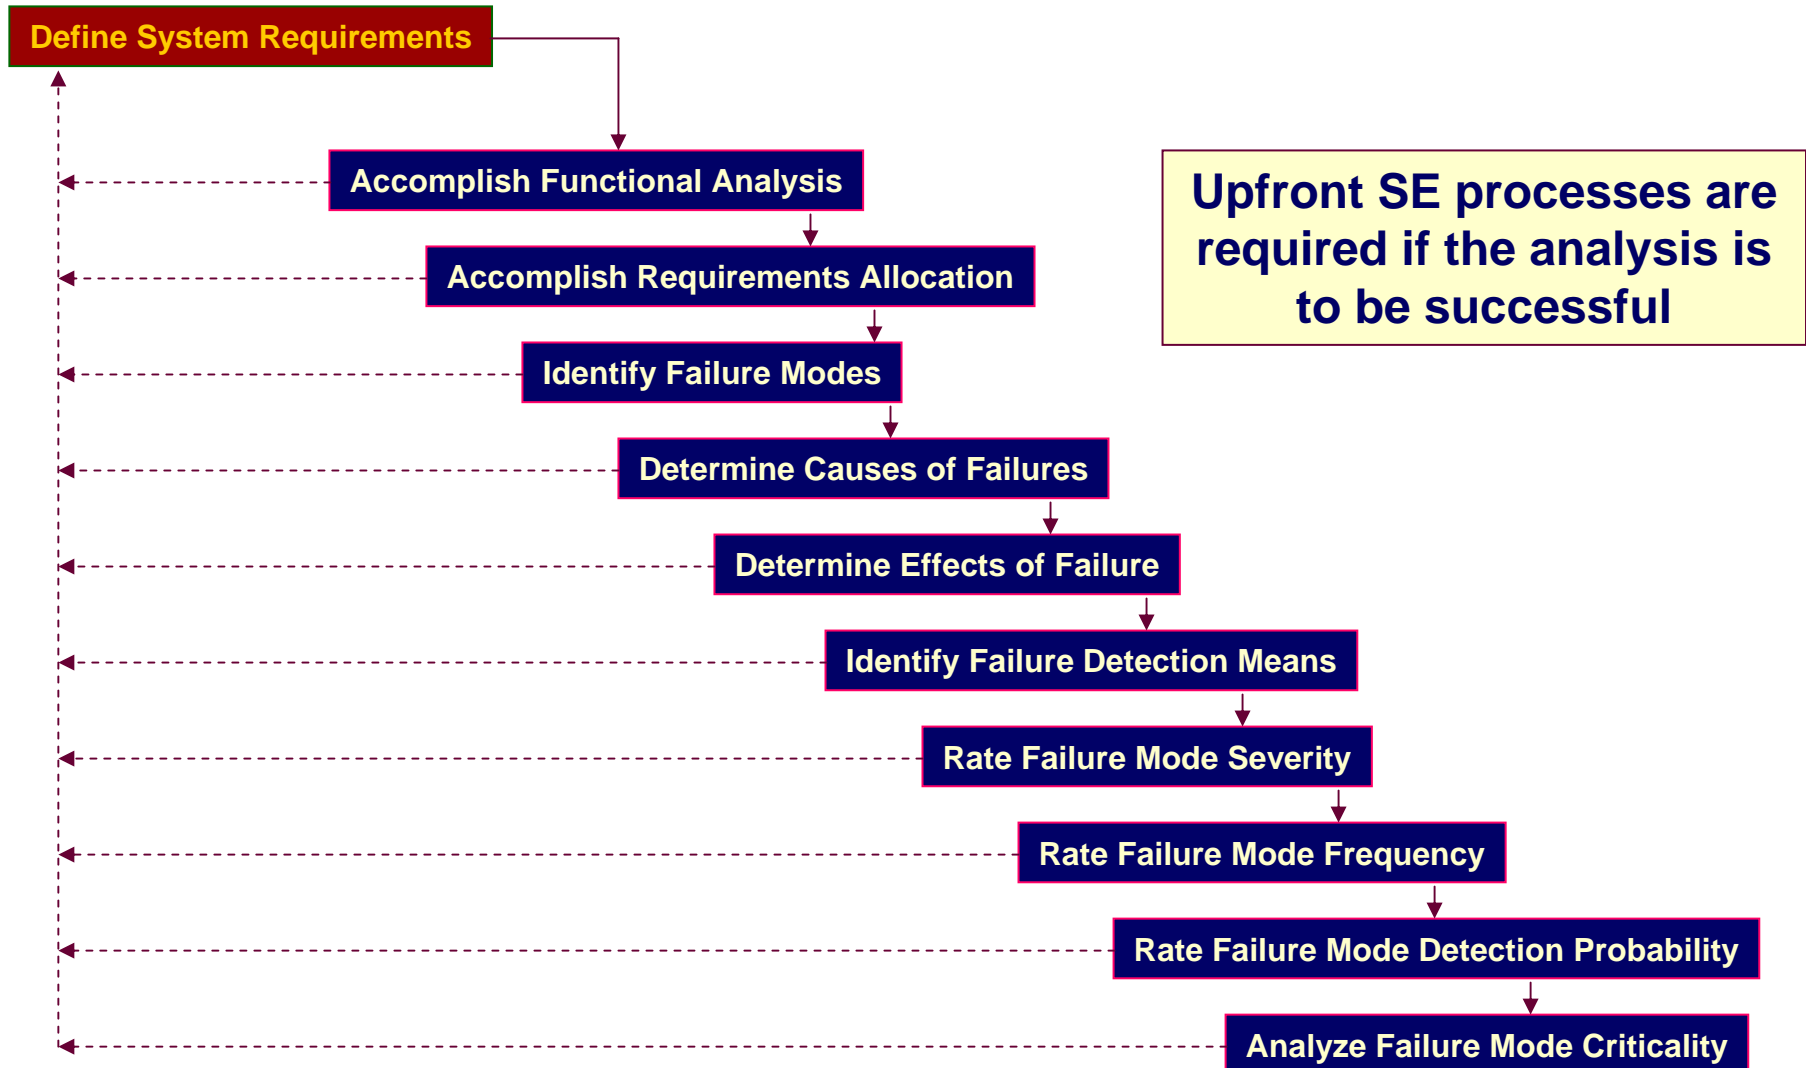 Define System Requirements
Accomplish Functional Analysis
Upfront SE processes are
required if the analysis is
to be successful
Accomplish Requirements Allocation
Identify Failure Modes
Determine Causes of Failures
Determine Effects of Failure
Identify Failure Detection Means
Rate Failure Mode Severity
Rate Failure Mode Frequency
Rate Failure Mode Detection Probability
Analyze Failure Mode Criticality